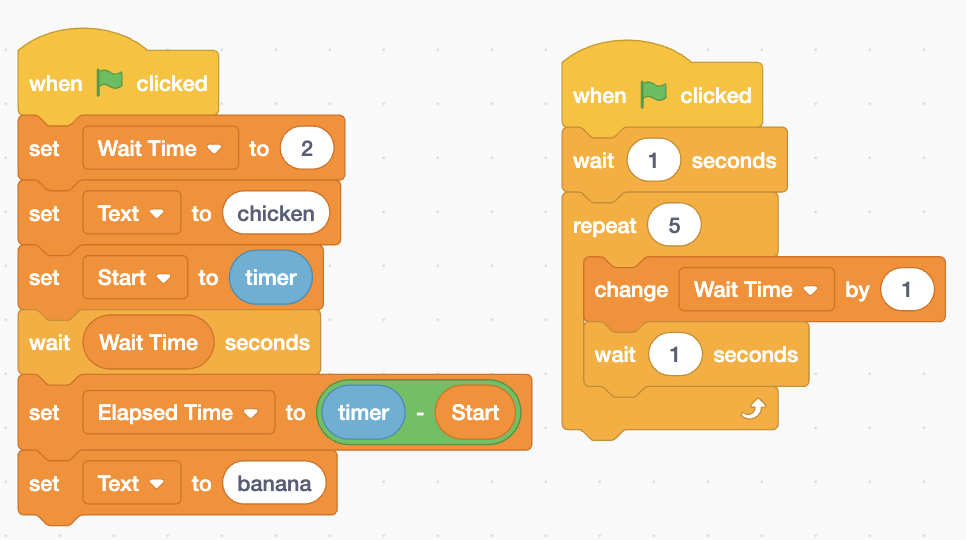 when clicked
set Wait Time to 2
set Text to chicken
set Start to timer
wait Wait Time seconds
set Elapsed Time to timer - Start
set Text to banana
when clicked
wait 1 seconds
repeat 5
change Wait Time by 1
wait 1 seconds